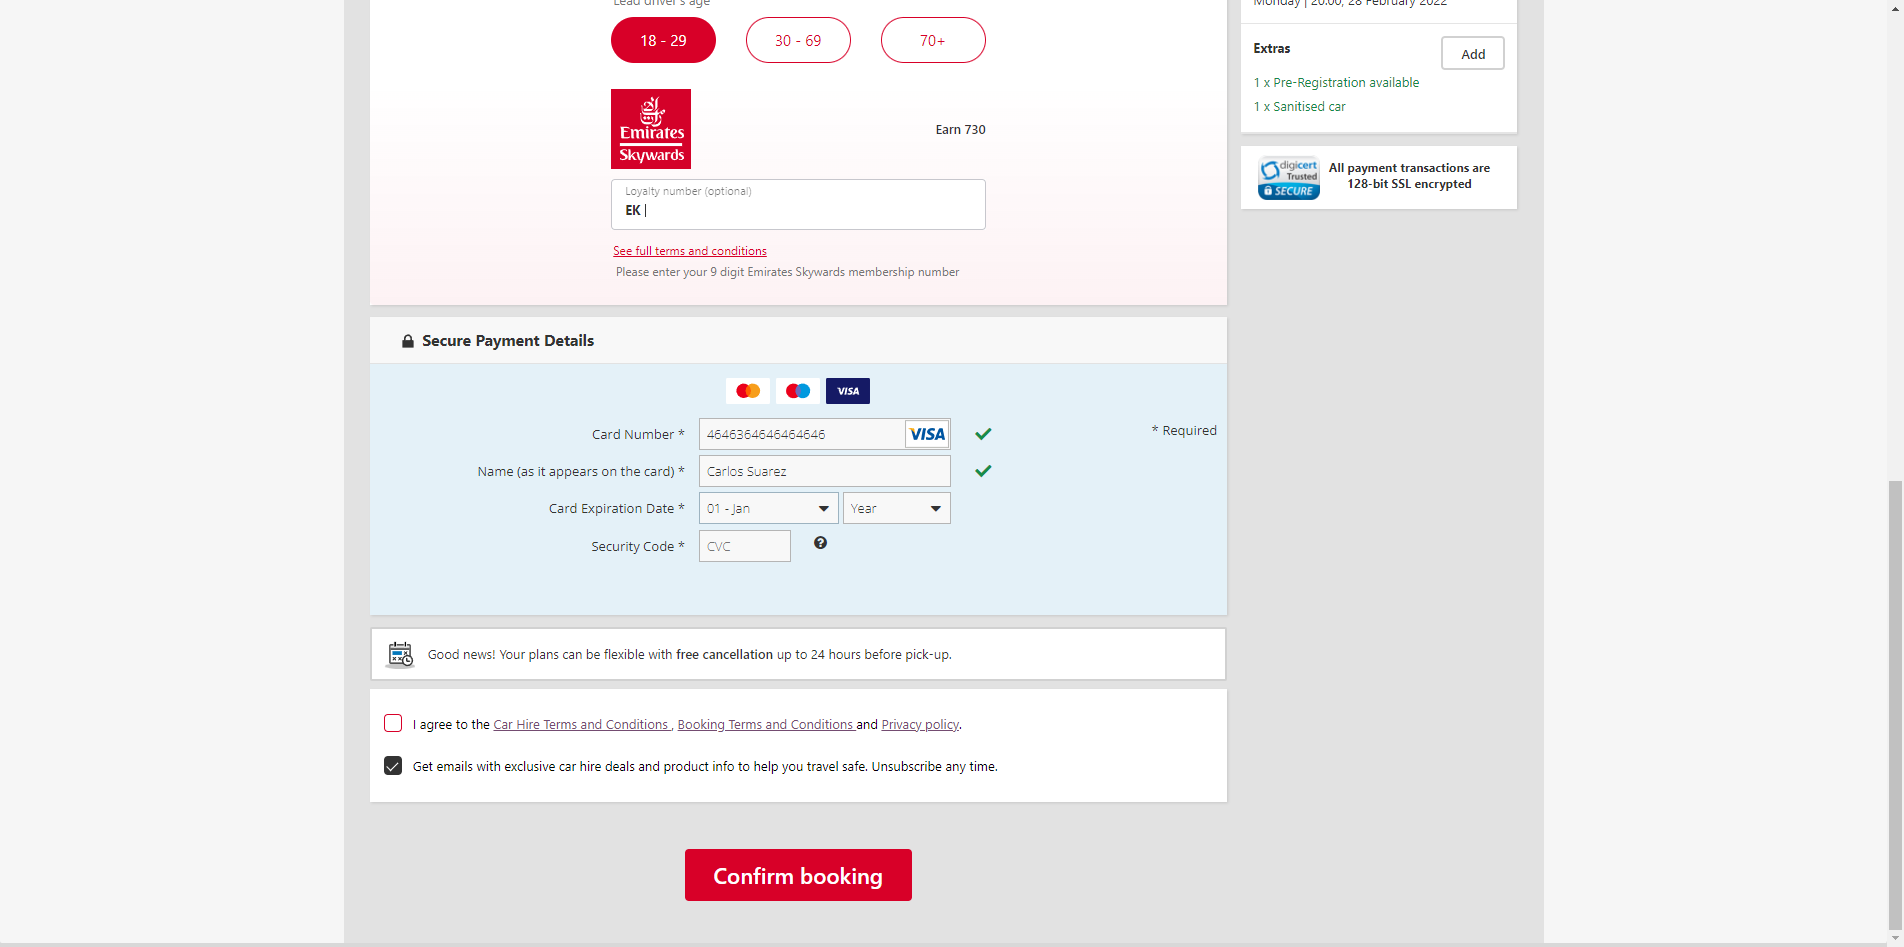 Lead driver's age
18 - 29
30 - 69
70+
Emirates
Skywards
Earn 730
Loyalty number (optional)
EK
See full terms and conditions
Please enter your 9 digit Emirates Skywards membership number
Secure Payment Details
VISA
Card Number *
4646364646464646
VISA
* Required
Name (as it appears on the card) *
Carlos Suarez
Card Expiration Date *
01 - Jan
Year
Security Code *
CVC
?
Good news! Your plans can be flexible with free cancellation up to 24 hours before pick-up.
I agree to the Car Hire Terms and Conditions , Booking Terms and Conditions and Privacy policy.
Get emails with exclusive car hire deals and product info to help you travel safe. Unsubscribe any time.
Confirm booking
Monday | 20:00, 28 February 2022
Extras
Add
1 x Pre-Registration available
1 x Sanitised car
digicert
Trusted
SECURE
All payment transactions are
128-bit SSL encrypted